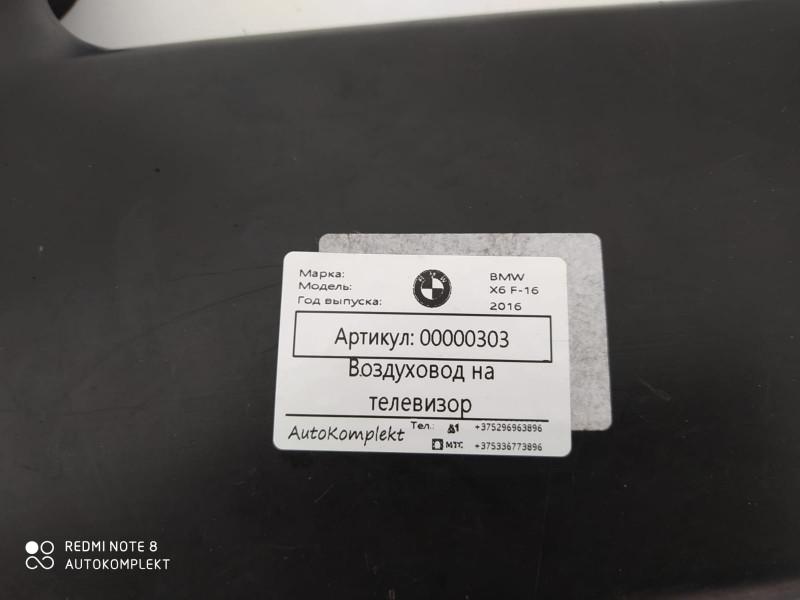 Марка: BMW
Модель: X6 F-16
Год выпуска: 2016
Артикул: 00000303
Воздуховод на
телевизор
AutoKomplekt Тел.: +375296963896
МТС +375336773896
REDMI NOTE 8
AUTOKOMPLEKT